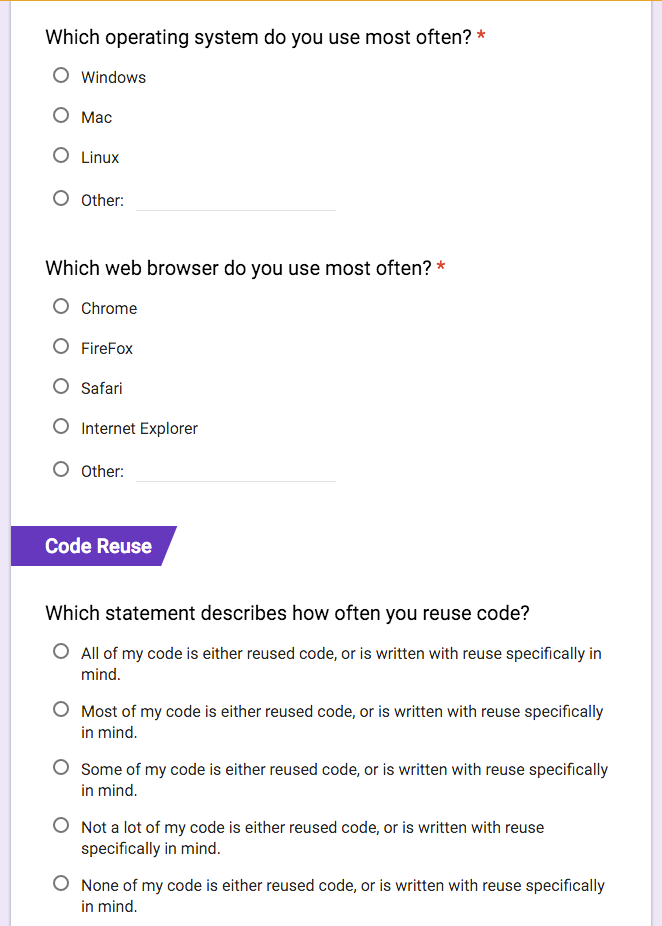 Which operating system do you use most often? *
Windows
Mac
Linux
Other:
Which web browser do you use most often? *
Chrome
FireFox
Safari
Internet Explorer
Other:
Code Reuse
Which statement describes how often you reuse code?
All of my code is either reused code, or is written with reuse specifically in
mind.
Most of my code is either reused code, or is written with reuse specifically
in mind.
Some of my code is either reused code, or is written with reuse specifically
in mind.
Not a lot of my code is either reused code, or is written with reuse
specifically in mind.
None of my code is either reused code, or is written with reuse specifically
in mind.